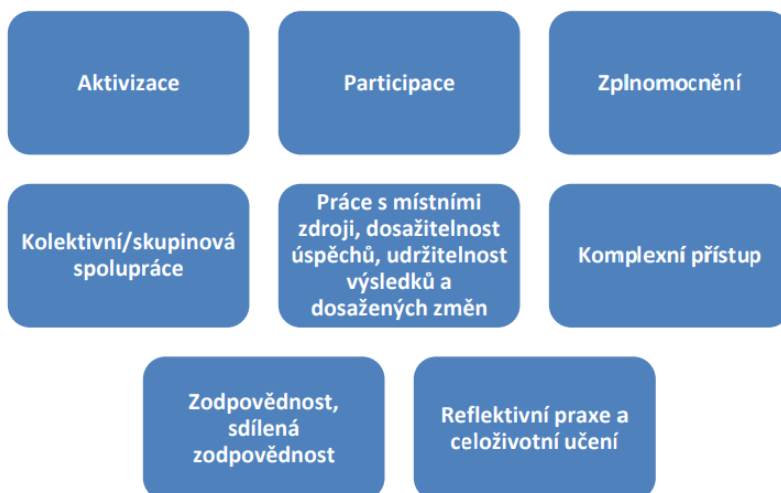 Aktivizace
Participace
Zplnomocnění
Kolektivní/skupinová
spolupráce
Práce s místními
zdroji, dosažitelnost
úspěchů, udržitelnost
výsledků a
dosažených změn
Komplexní přístup
Zodpovědnost,
sdílená
zodpovědnost
Reflektivní praxe a
celoživotní učení